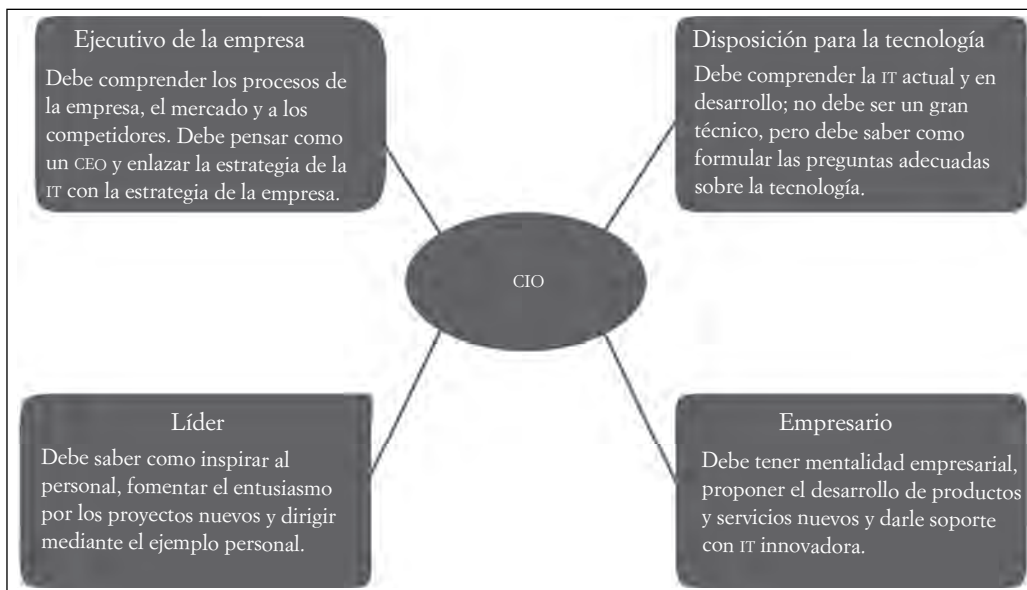 Ejecutivo de la empresa
Debe comprender los procesos de
la empresa, el mercado y a los
competidores. Debe pensar como
un CEO y enlazar la estrategia de la
IT con la estrategia de la empresa.
Disposición para la tecnología
Debe comprender la IT actual y en
desarrollo; no debe ser un gran
técnico, pero debe saber como
formular las preguntas adecuadas
sobre la tecnología.
CIO
Líder
Debe saber como inspirar al
personal, fomentar el entusiasmo
por los proyectos nuevos y dirigir
mediante el ejemplo personal.
Empresario
Debe tener mentalidad empresarial,
proponer el desarrollo de productos
y servicios nuevos y darle soporte
con IT innovadora.